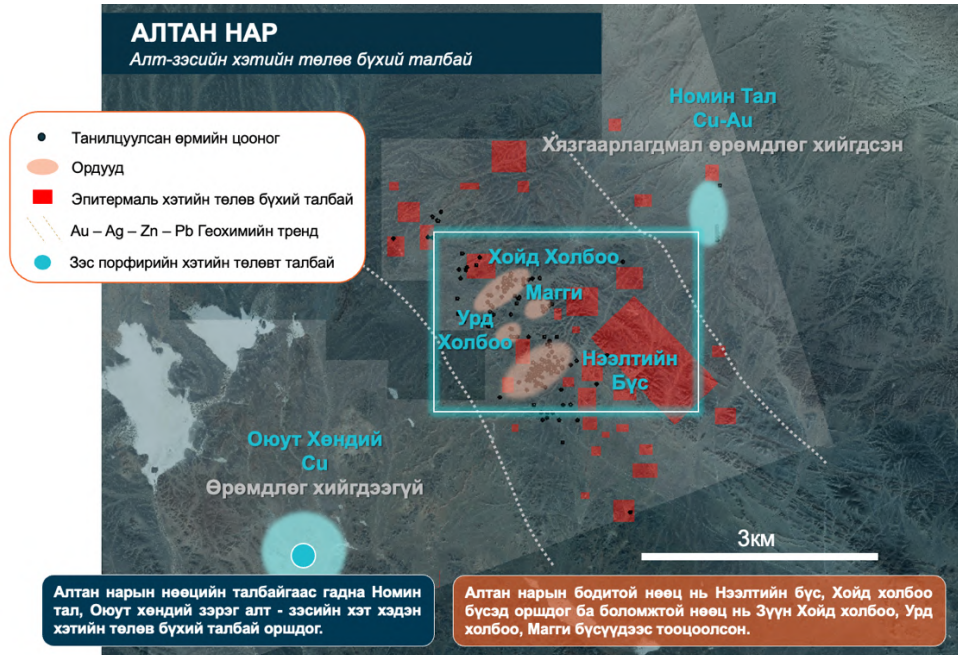 АЛТАН НАР
Алт-зэсийн хэтийн төлөв бүхий талбай
Номин Тал
Cu-Au
Хязгаарлагдмал өрөмдлөг хийгдсэн
Танилцуулсан өрмийн цооног
Ордууд
Эпитермаль хэтийн төлөв бүхий талбай
Au – Ag – Zn – Pb Геохимийн тренд
Зэс порфирийн хэтийн төлөвт талбай
Хойд Холбоо
Магги
Урд
Холбоо
Нээлтийн
Бүс
Оюут Хөндий
Cu
Өрөмдлөг хийгдээгүй
3км
Алтан нарын нөөцийн талбайгаас гадна Номин
тал, Оюут хөндий зэрэг алт - зэсийн хэт хэдэн
хэтийн төлөв бүхий талбай оршдог.
Алтан нарын бодитой нөөц нь Нээлтийн бүс, Хойд холбоо
бүсэд оршдог ба боломжтой нөөц нь Зүүн Хойд холбоо, Урд
холбоо, Магги бүсүүдээс тооцоолсон.